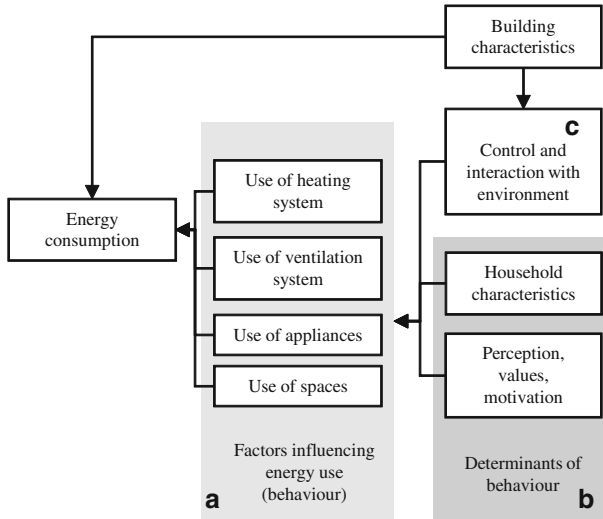 Building
characteristics
c
Control and
interaction with
environment
Energy
consumption
Use of heating
system
Use of ventilation
system
Use of appliances
Use of spaces
Factors influencing
energy use
(behaviour)
a
Household
characteristics
Perception,
values,
motivation
Determinants of
behaviour
b